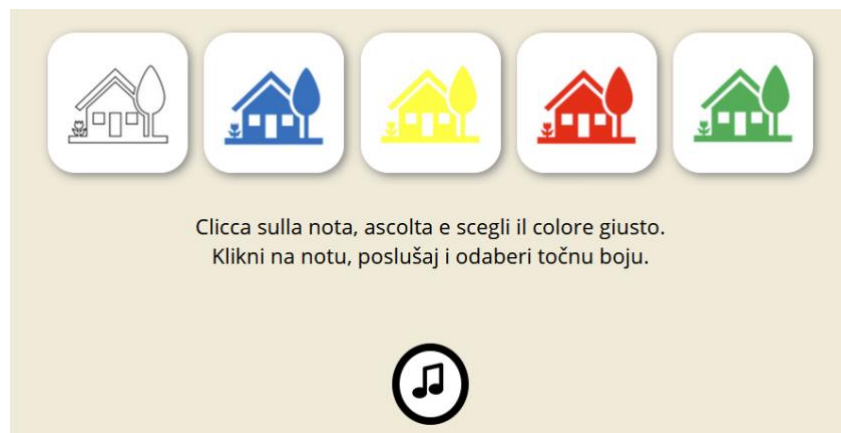 Clicca sulla nota, ascolta e scegli il colore giusto.
Klikni na notu, poslušaj i odaberi točnu boju.